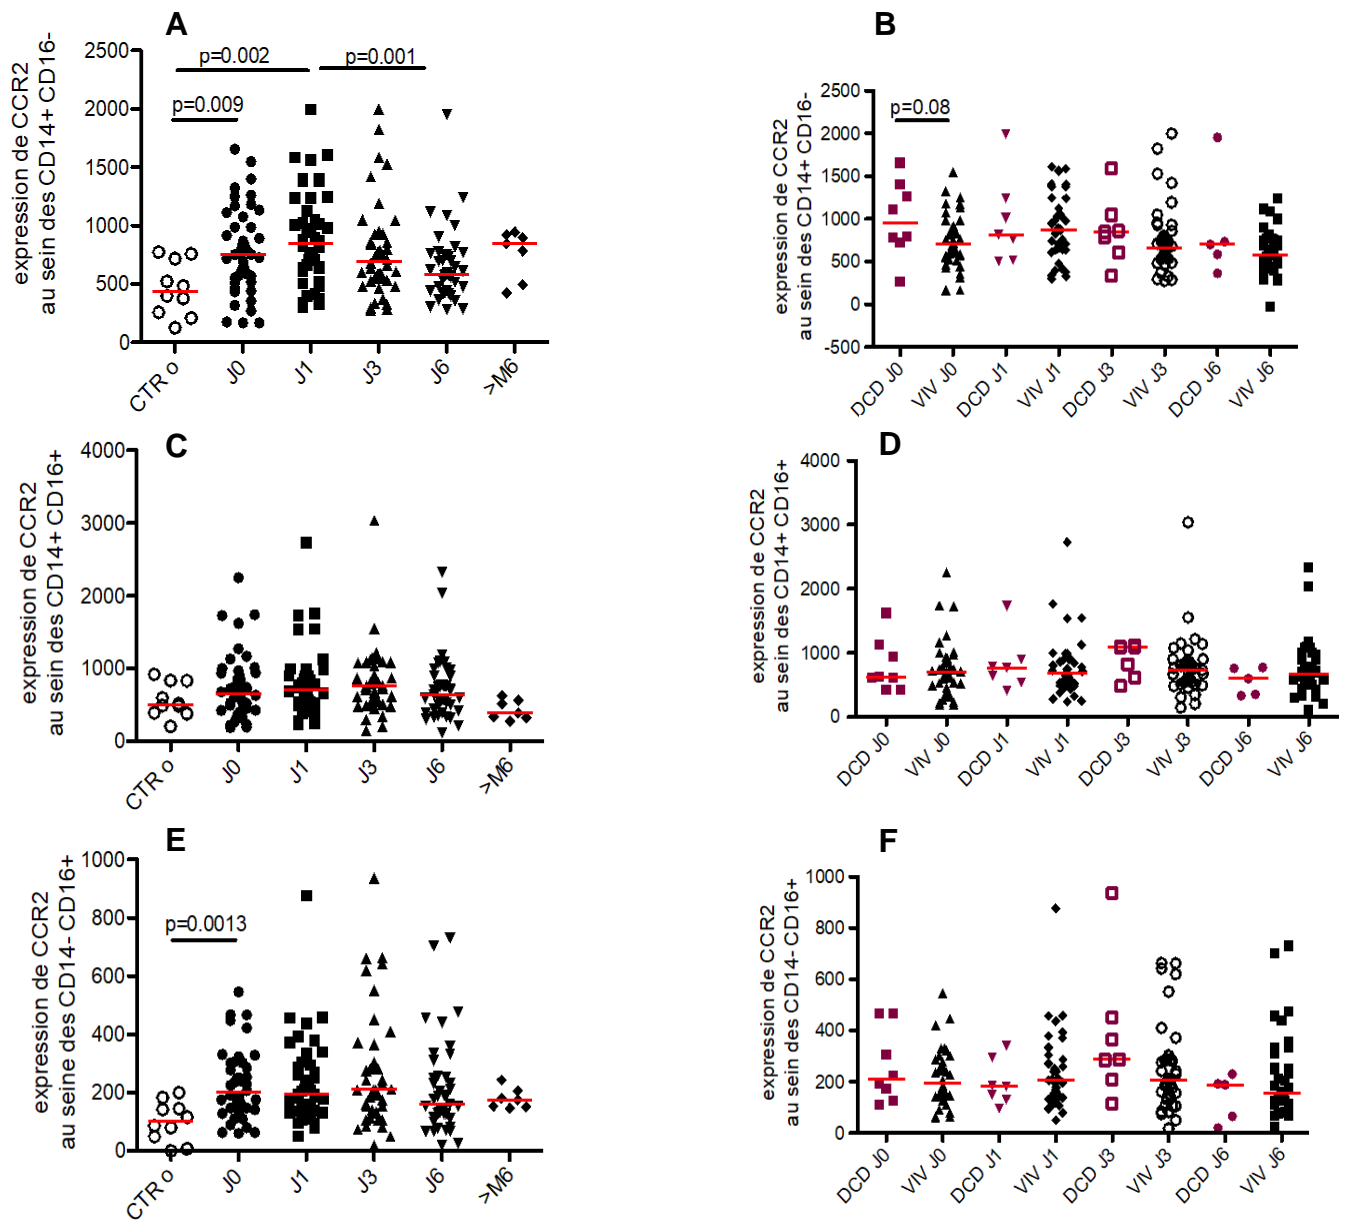 A
expression de CCR2
au sein des CD14+ CD16-
2500
2000
1500
1000
500
0
p=0.002
p=0.001
p=0.009
CTR o
J0
J1
J3
J6
>M6
B
expression de CCR2
au sein des CD14+ CD16-
2500
2000
1500
1000
500
0
-500
p=0.08
DCD J0
VIV J0
DCD J1
VIV J1
DCD J3
VIV J3
DCD J6
VIV J6
C
expression de CCR2
au sein des CD14+ CD16+
4000
3000
2000
1000
0
CTR o
J0
J1
J3
J6
>M6
D
expression de CCR2
au sein des CD14+ CD16+
4000
3000
2000
1000
0
DCD J0
VIV J0
DCD J1
VIV J1
DCD J3
VIV J3
DCD J6
VIV J6
E
expression de CCR2
au seine des CD14- CD16+
1000
800
600
400
200
0
p=0.0013
CTR o
J0
J1
J3
J6
>M6
F
expression de CCR2
au sein des CD14- CD16+
1000
800
600
400
200
0
DCD J0
VIV J0
DCD J1
VIV J1
DCD J3
VIV J3
DCD J6
VIV J6